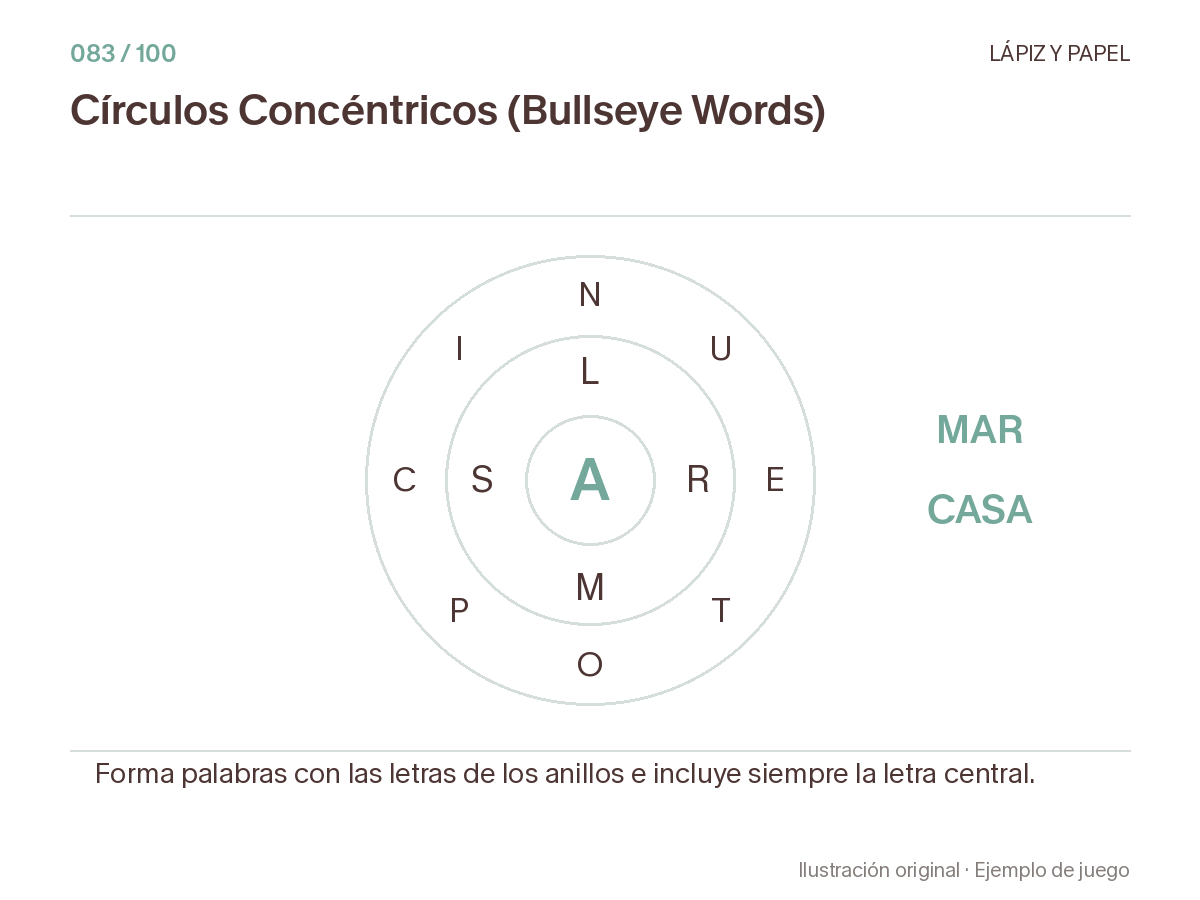 083 / 100
LÁPIZ Y PAPEL
Círculos Concéntricos (Bullseye Words)
N
I U
L
C S A R E
M
P T
O
MAR
CASA
Forma palabras con las letras de los anillos e incluye siempre la letra central.
Ilustración original · Ejemplo de juego